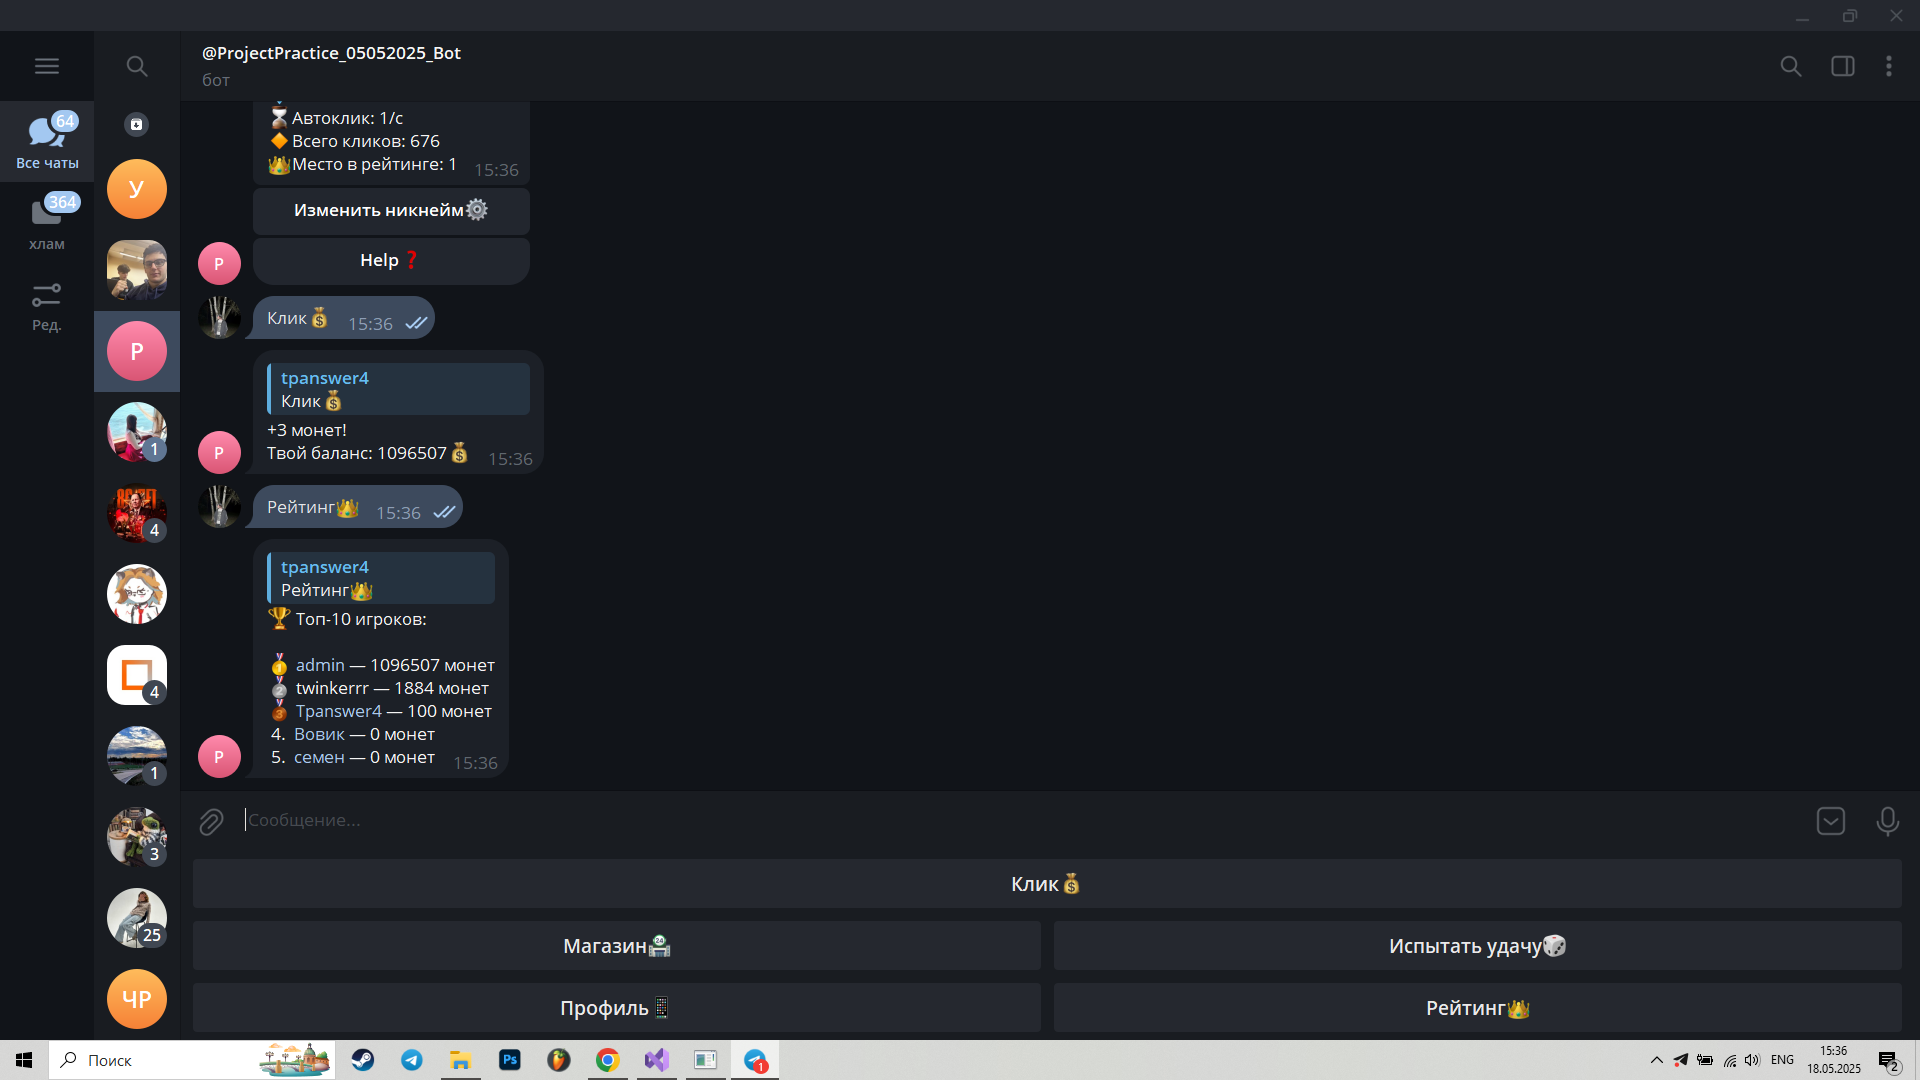 @ProjectPractice_05052025_Bot
бот
64
Все чаты
364
хлам
Ред.
У
P
1
4
4
1
3
25
ЧР
⏳Автоклик: 1/с
🔶Всего кликов: 676
👑Место в рейтинге: 1 15:36
Изменить никнейм⚙️
Help ❓
P
Клик💰 15:36
tpanswer4
Клик💰
+3 монет!
Твой баланс: 1096507💰 15:36
P
Рейтинг👑 15:36
tpanswer4
Рейтинг👑
🏆 Топ-10 игроков:
🥇 admin — 1096507 монет
🥈 twinkerrr — 1884 монет
🥉 Tpanswer4 — 100 монет
4. Вовик — 0 монет
5. семен — 0 монет 15:36
P
Сообщение...
Клик💰
Магазин🏪
Испытать удачу🎲
Профиль📱
Рейтинг👑
Поиск
Ps
1
ENG
15:36
18.05.2025
2